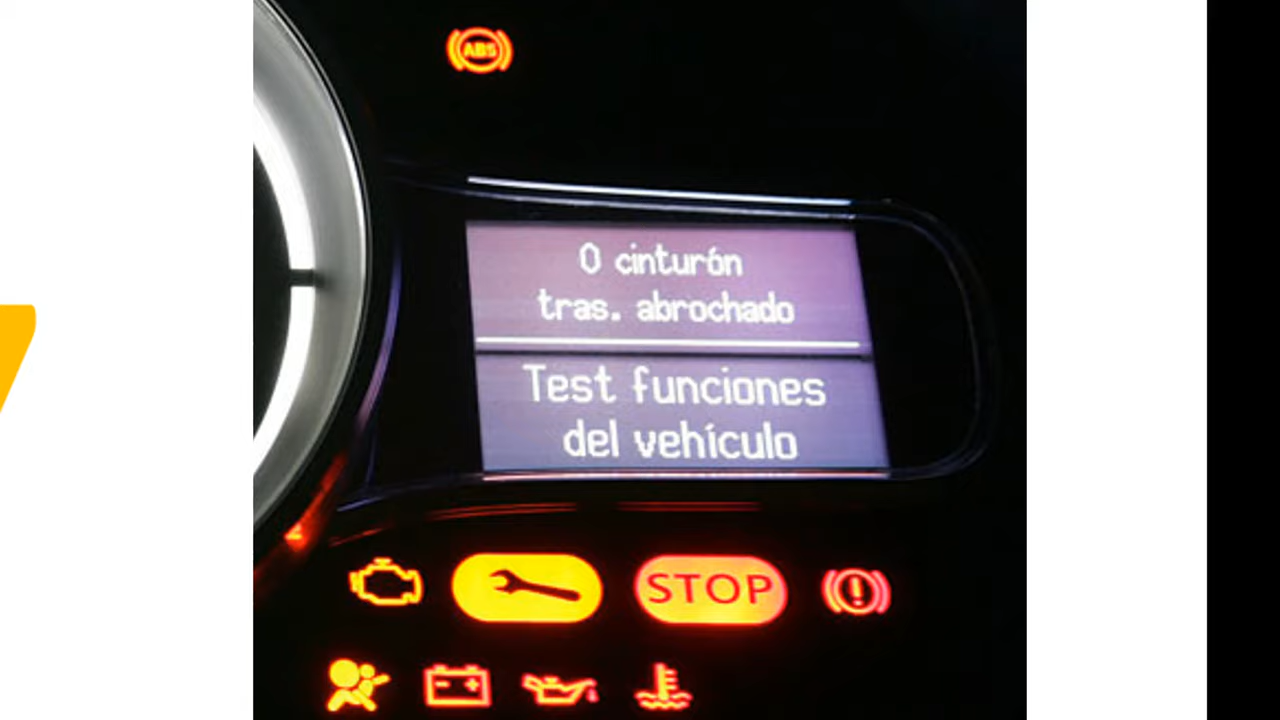 ABS
0 cinturón
tras. abrochado
Test funciones
del vehículo
STOP